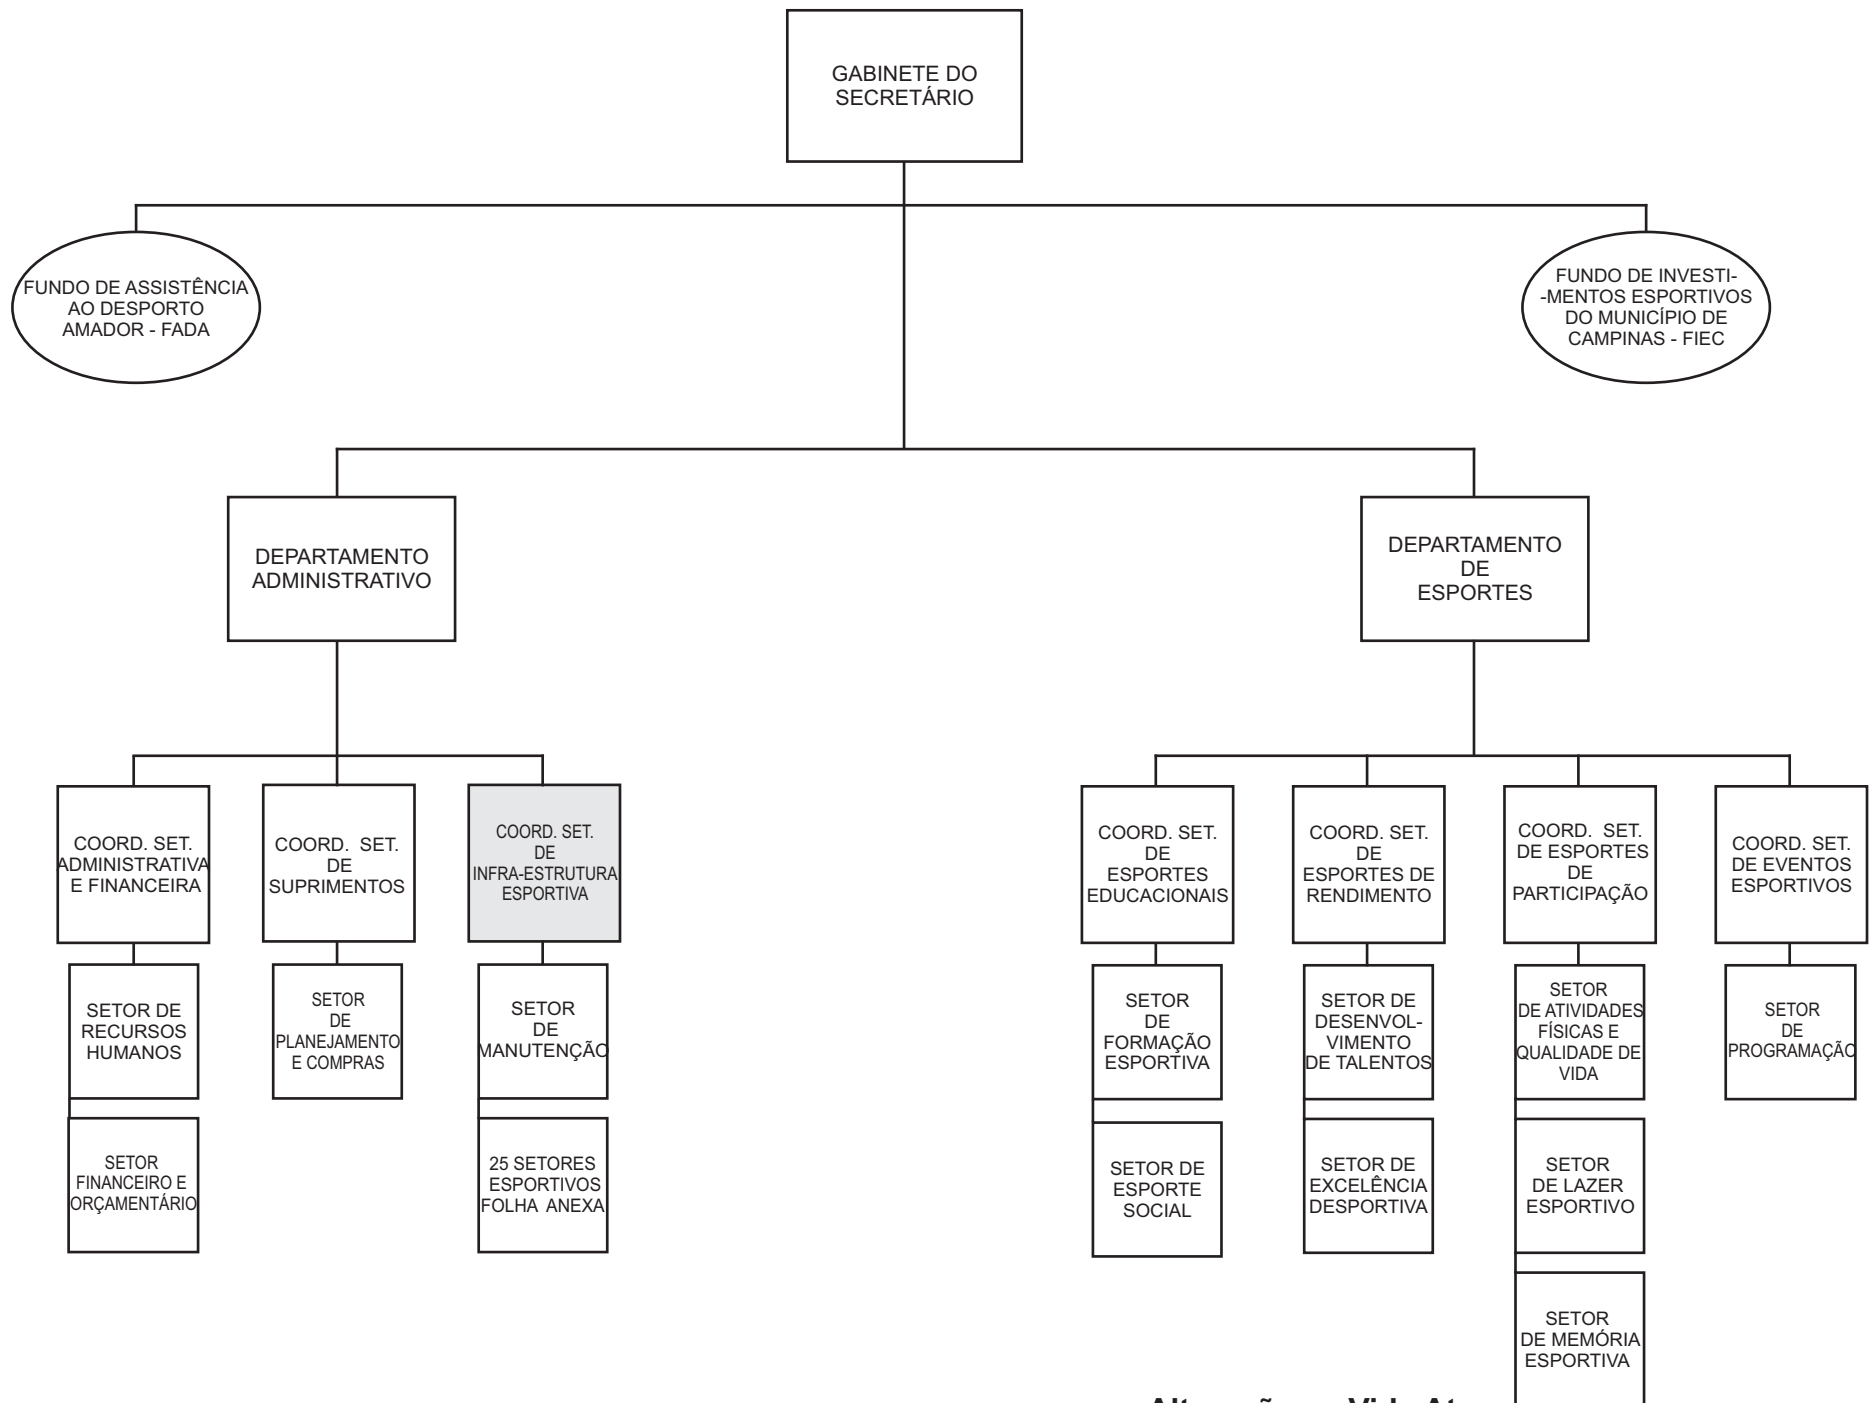 GABINETE DO
SECRETÁRIO
FUNDO DE ASSISTÊNCIA
AO DESPORTO
AMADOR - FADA
FUNDO DE INVESTI-
-MENTOS ESPORTIVOS
DO MUNICÍPIO DE
CAMPINAS - FIEC
DEPARTAMENTO
ADMINISTRATIVO
DEPARTAMENTO
DE
ESPORTES
COORD. SET.
ADMINISTRATIVA
E FINANCEIRA
COORD. SET.
DE
SUPRIMENTOS
COORD. SET.
DE
INFRA-ESTRUTURA
ESPORTIVA
COORD. SET.
DE
ESPORTES
EDUCACIONAIS
COORD. SET.
DE
ESPORTES DE
RENDIMENTO
COORD. SET.
DE ESPORTES
DE
PARTICIPAÇÃO
COORD. SET.
DE EVENTOS
ESPORTIVOS
SETOR DE
RECURSOS
HUMANOS
SETOR
DE
PLANEJAMENTO
E COMPRAS
SETOR
DE
MANUTENÇÃO
SETOR
DE
FORMAÇÃO
ESPORTIVA
SETOR DE
DESENVOL-
VIMENTO
DE TALENTOS
SETOR
DE ATIVIDADES
FÍSICAS E
QUALIDADE DE
VIDA
SETOR
DE
PROGRAMAÇÃO
SETOR
FINANCEIRO E
ORÇAMENTÁRIO
25 SETORES
ESPORTIVOS
FOLHA ANEXA
SETOR DE
ESPORTE
SOCIAL
SETOR DE
EXCELÊNCIA
DESPORTIVA
SETOR
DE LAZER
ESPORTIVO
SETOR
DE MEMÓRIA
ESPORTIVA